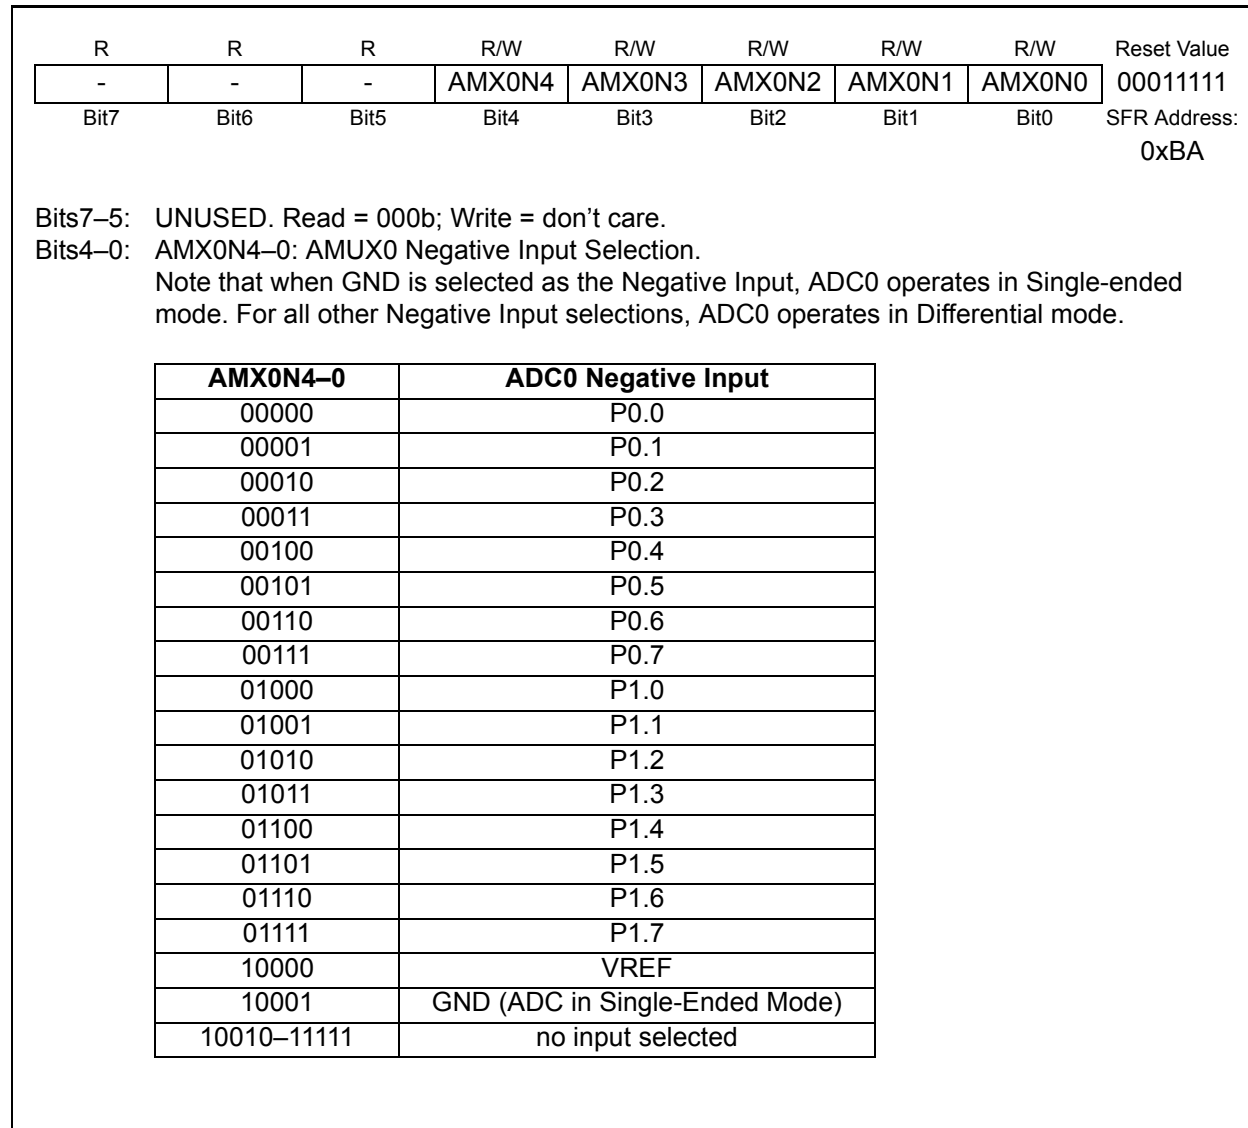 R R R R/W R/W R/W R/W R/W Reset Value
- - - AMX0N4 AMX0N3 AMX0N2 AMX0N1 AMX0N0 00011111
Bit7 Bit6 Bit5 Bit4 Bit3 Bit2 Bit1 Bit0 SFR Address:
0xBA
Bits7–5: UNUSED. Read = 000b; Write = don’t care.
Bits4–0: AMX0N4–0: AMUX0 Negative Input Selection.
Note that when GND is selected as the Negative Input, ADC0 operates in Single-ended
mode. For all other Negative Input selections, ADC0 operates in Differential mode.
AMX0N4–0 ADC0 Negative Input
00000 P0.0
00001 P0.1
00010 P0.2
00011 P0.3
00100 P0.4
00101 P0.5
00110 P0.6
00111 P0.7
01000 P1.0
01001 P1.1
01010 P1.2
01011 P1.3
01100 P1.4
01101 P1.5
01110 P1.6
01111 P1.7
10000 VREF
10001 GND (ADC in Single-Ended Mode)
10010–11111 no input selected